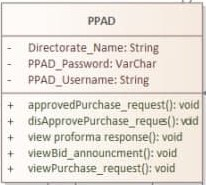 PPAD
- Directorate_Name: String
- PPAD_Password: VarChar
- PPAD_Username: String
+ approvedPurchase_request(): void
+ disApprovePurchase_reques(): void
+ view proforma response(): void
+ viewBid_announcment(): void
+ viewPurchase_request(): void